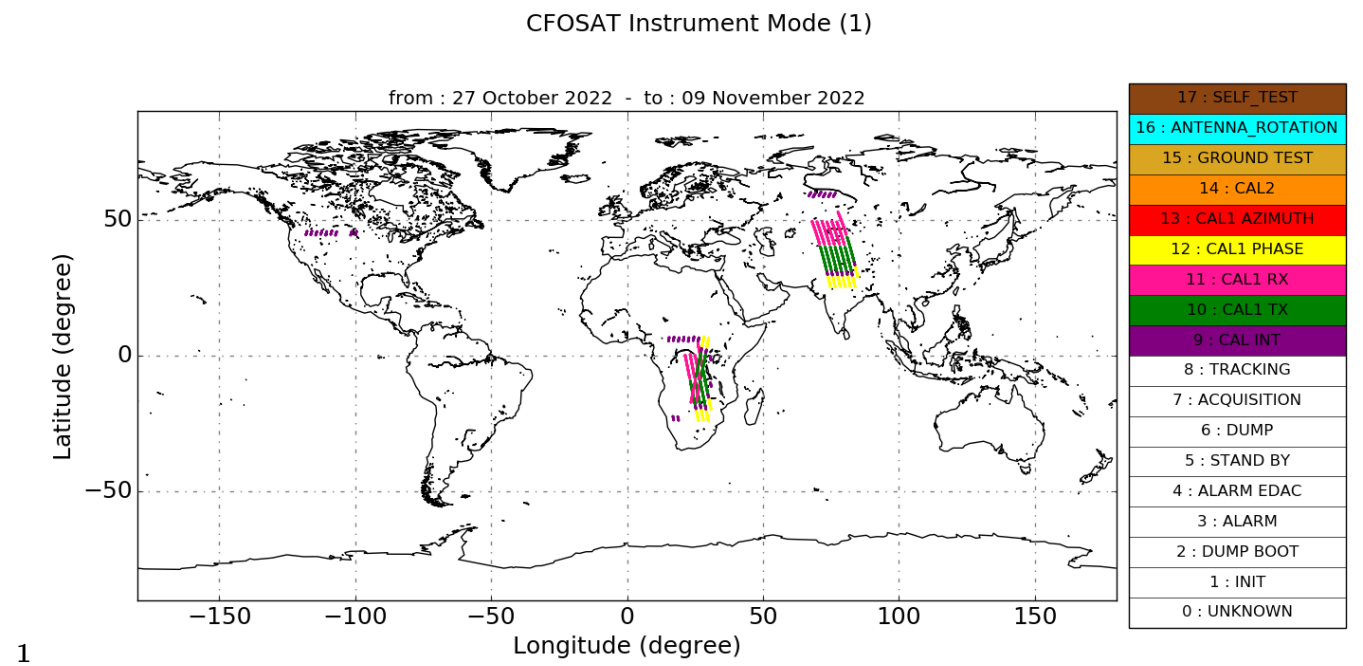 CFOSAT Instrument Mode (1)
from : 27 October 2022 - to : 09 November 2022
17 : SELF_TEST
16 : ANTENNA_ROTATION
15 : GROUND TEST
14 : CAL2
13 : CAL1 AZIMUTH
12 : CAL1 PHASE
11 : CAL1 RX
10 : CAL1 TX
9 : CAL INT
8 : TRACKING
7 : ACQUISITION
6 : DUMP
5 : STAND BY
4 : ALARM EDAC
3 : ALARM
2 : DUMP BOOT
1 : INIT
0 : UNKNOWN
Latitude (degree)
50
0
−50
−150 −100 −50 0 50 100 150
Longitude (degree)
1